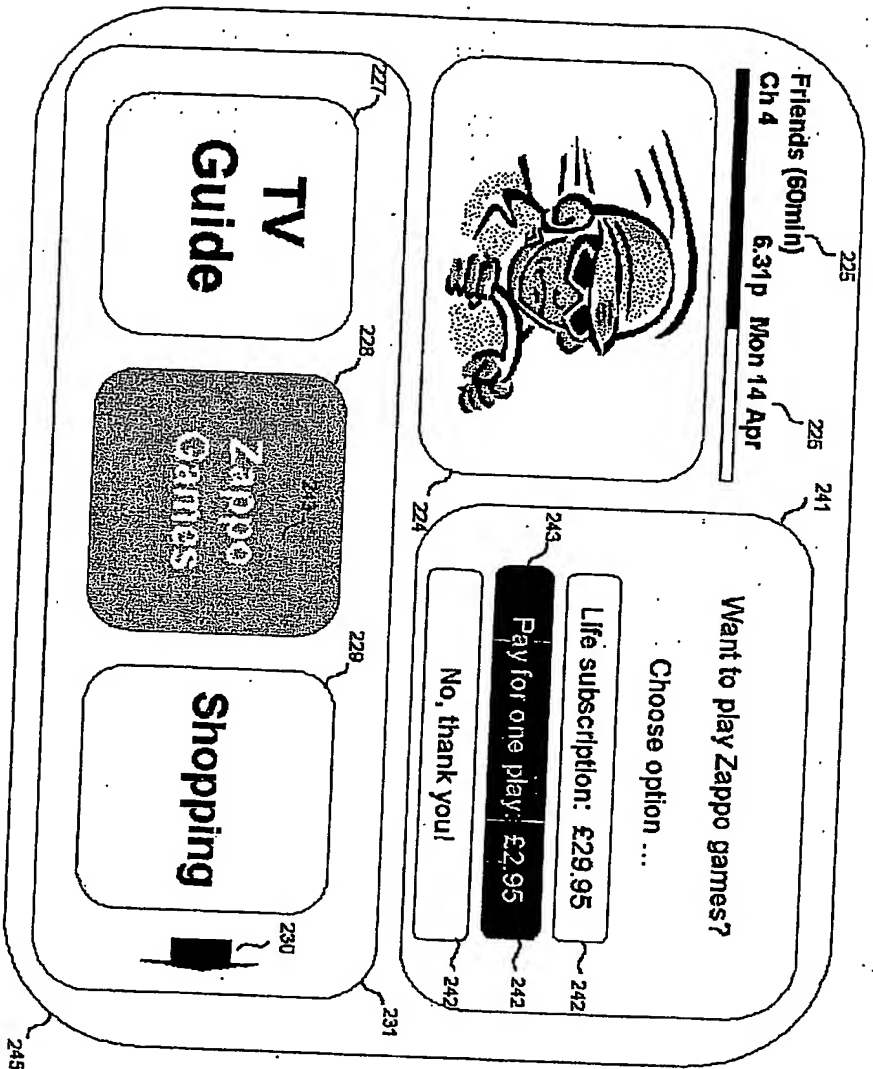 Friends (60min)
225
Ch 4 6.31p Mon 14 Apr
225
241
Want to play Zappo games?
Choose option ...
Life subscription: £29.95
242
243
Pay for one play: £2.95
242
No, thank you!
242
224
227
TV
Guide
228
Zappo
Games
229
Shopping
230
231
245